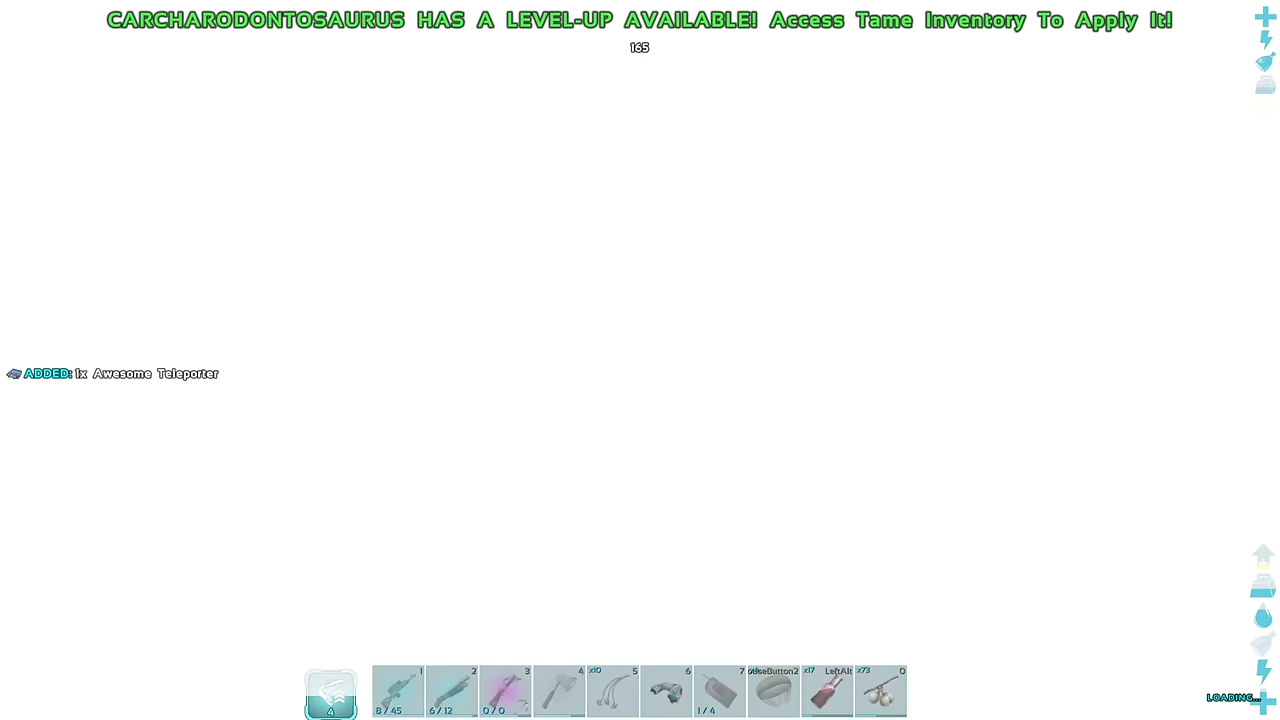 CARCHARODONTOSAURUS HAS A LEVEL-UP AVAILABLE! Access Tame Inventory To Apply It!
165
ADDED: 1x Awesome Teleporter
1
2
3
4
x10 5
6
7
useButton2
x17 LeftAlt
x73 0
8 / 45
6 / 12
0 / 0
1 / 4
4
LOADING...